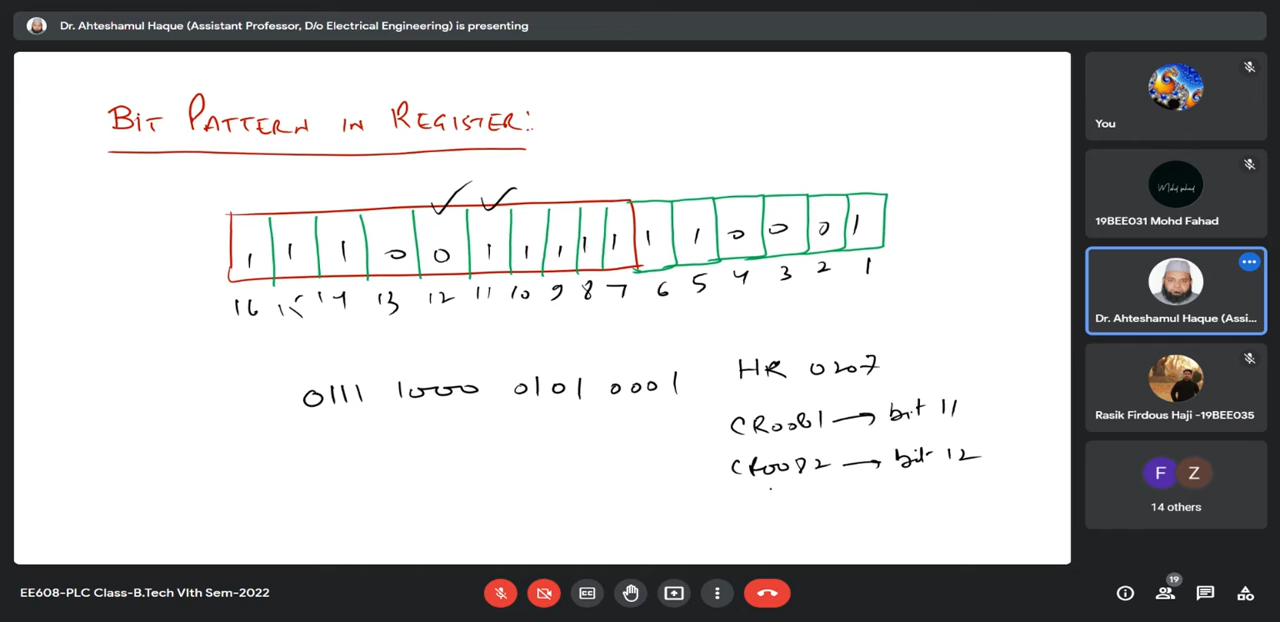 Dr. Ahteshamul Haque (Assistant Professor, D/o Electrical Engineering) is presenting
BIT PATTERN IN REGISTER:
1 1 1 0 0 1 1 1 1 1 1 1 0 0 0 1
16 15 14 13 12 11 10 9 8 7 6 5 4 3 2 1
0111 1000 0101 0001
HR 0207
CR0081 → bit 11
CR0082 → bit 12
You
Mohd Fahad
19BEE031 Mohd Fahad
Dr. Ahteshamul Haque (Assi...
Rasik Firdous Haji -19BEE035
F Z
14 others
EE608-PLC Class-B.Tech VIth Sem-2022
CC
19